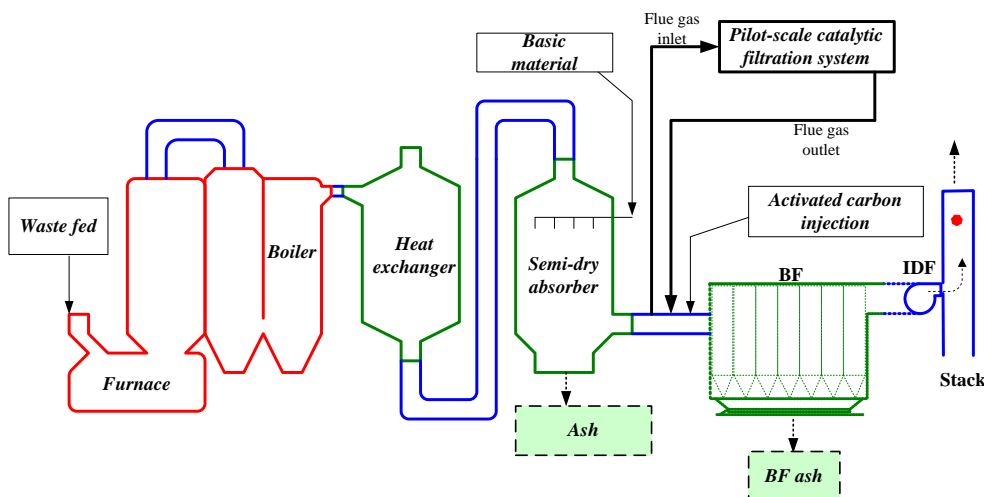 Flue gas
inlet
Pilot-scale catalytic
filtration system
Basic
material
Flue gas
outlet
Activated carbon
injection
Waste fed
Boiler
Heat
exchanger
Semi-dry
absorber
BF
IDF
Furnace
Stack
Ash
BF ash